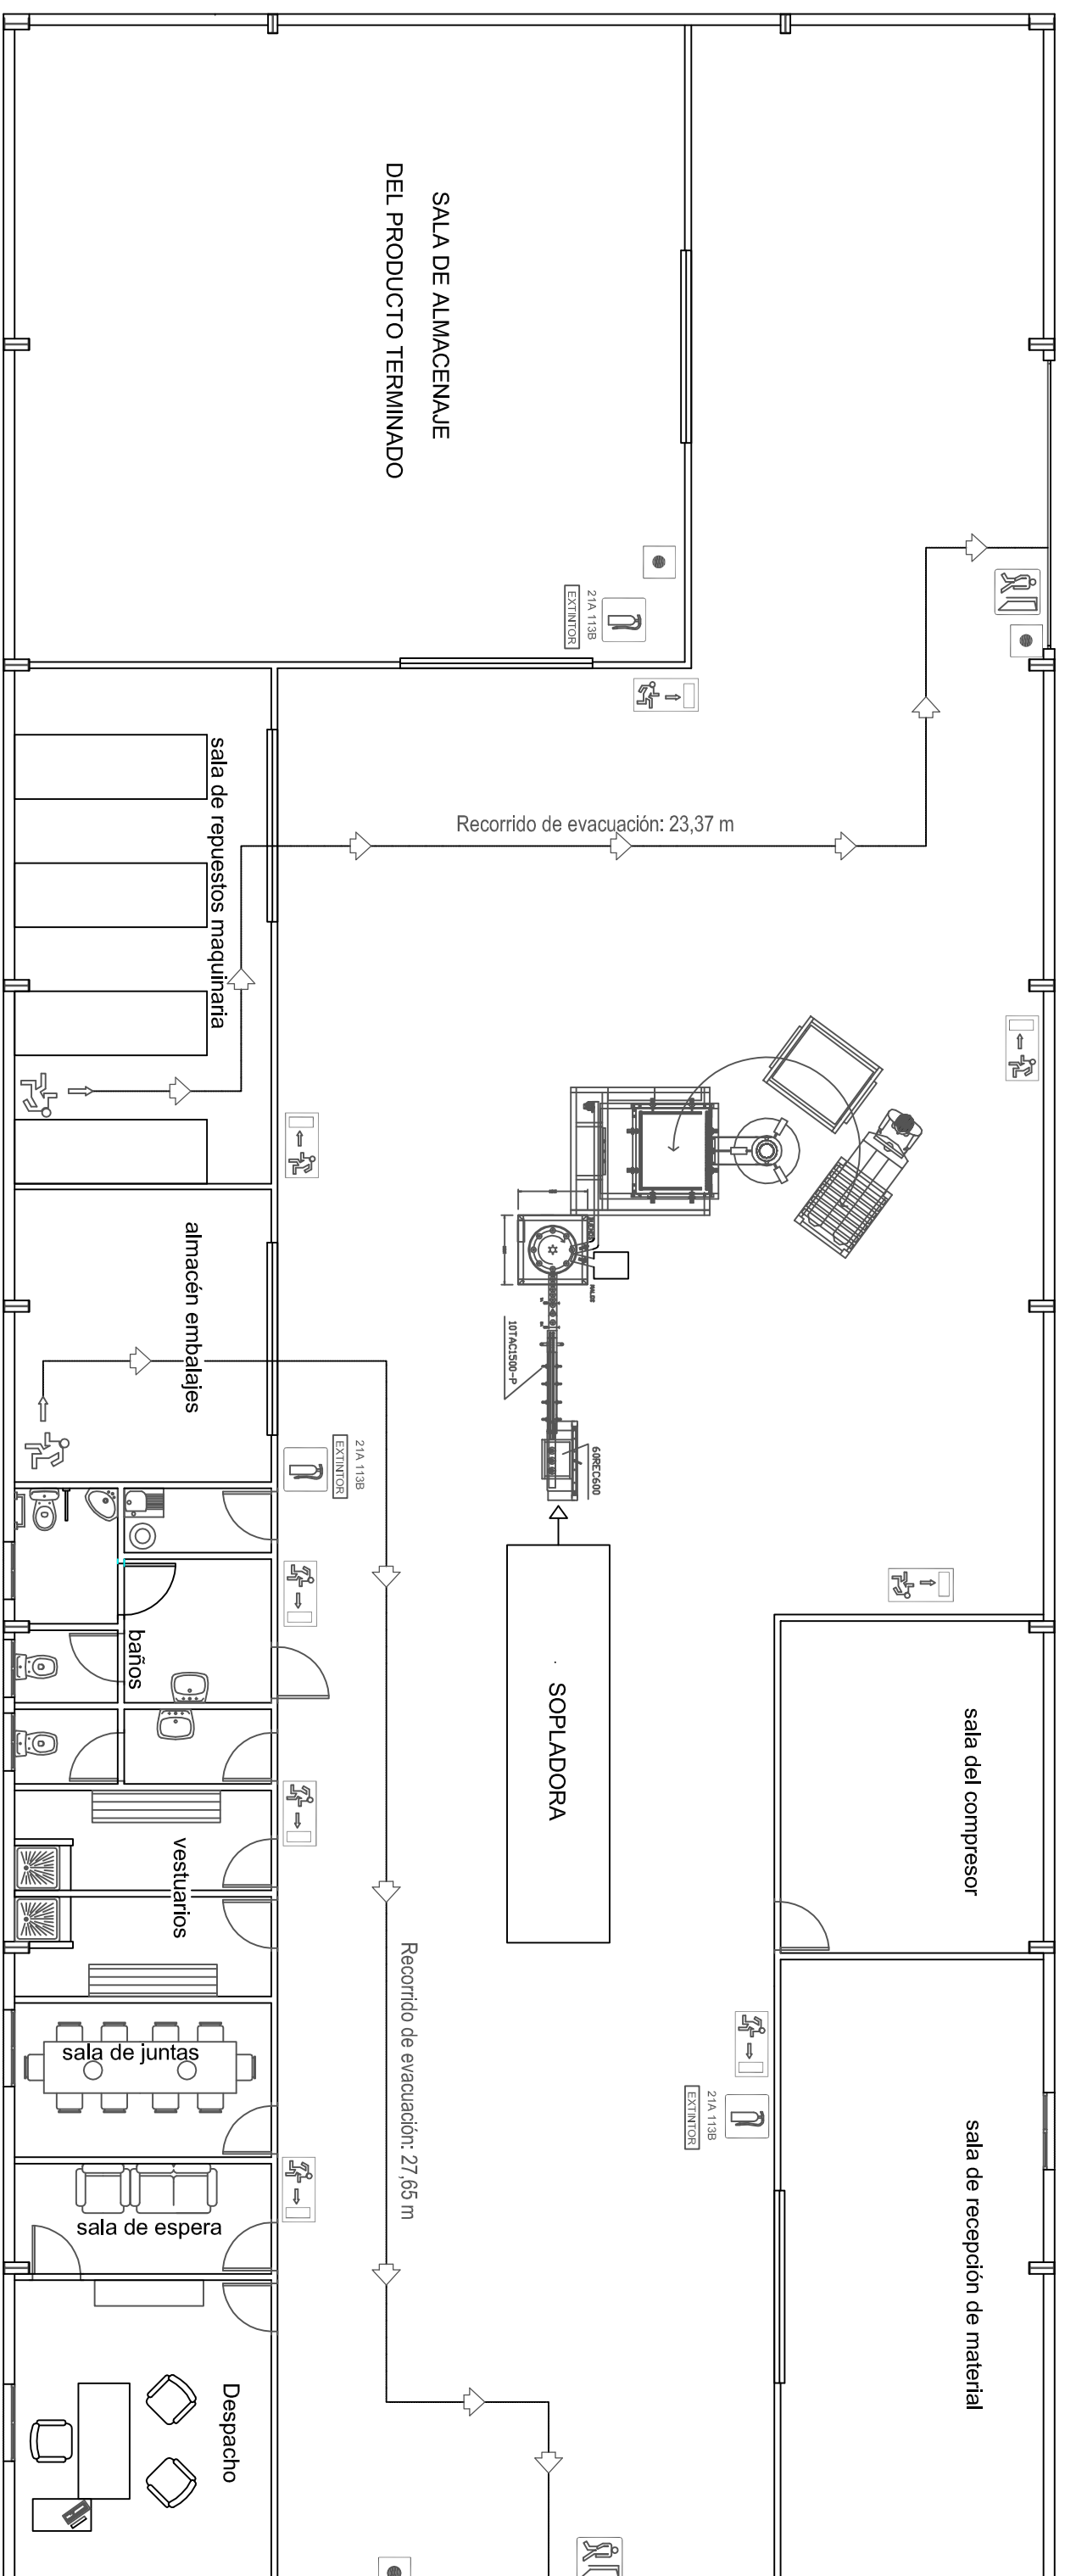 SALA DE ALMACENAJE
DEL PRODUCTO TERMINADO
21A 113B
EXTINTOR
Recorrido de evacuación: 23,37 m
sala de repuestos maquinaria
almacén embalajes
10TAC1500-P
60REC600
21A 113B
EXTINTOR
SOPLADORA
baños
sala del compresor
vestuarios
Recorrido de evacuación: 27,65 m
sala de juntas
21A 113B
EXTINTOR
sala de recepción de material
sala de espera
Despacho